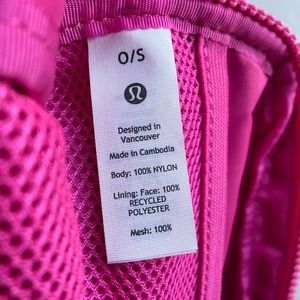 O/S
Designed in
Vancouver
Made in Cambodia
Body: 100% NYLON
Lining: Face: 100%
RECYCLED
POLYESTER
Mesh: 100%